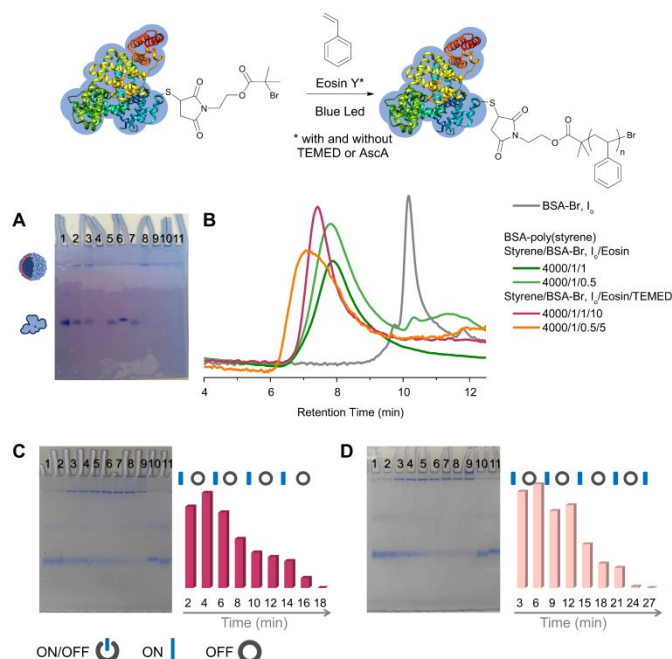 S
O
N
O
O
O
Br
Eosin Y*
Blue Led
* with and without
TEMED or AscA
S
O
N
O
O
O
Br
n
A
1 2 3 4 5 6 7 8 9 10 11
B
4 6 8 10 12
Retention Time (min)
BSA-Br, Io
BSA-poly(styrene)
Styrene/BSA-Br, Io/Eosin
4000/1/1
4000/1/0.5
Styrene/BSA-Br, Io/Eosin/TEMED
4000/1/1/10
4000/1/0.5/5
C
1 2 3 4 5 6 7 8 9 10 11
2 4 6 8 10 12 14 16 18
Time (min)
D
1 2 3 4 5 6 7 8 9 10 11
3 6 9 12 15 18 21 24 27
Time (min)
ON/OFF ON OFF